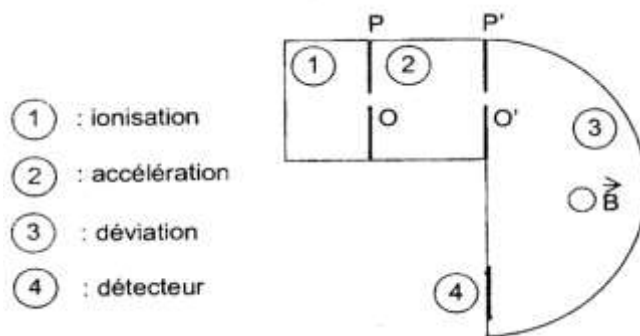 P P'
1 2
O O'
3
B
4
1 : ionisation
2 : accélération
3 : déviation
4 : détecteur